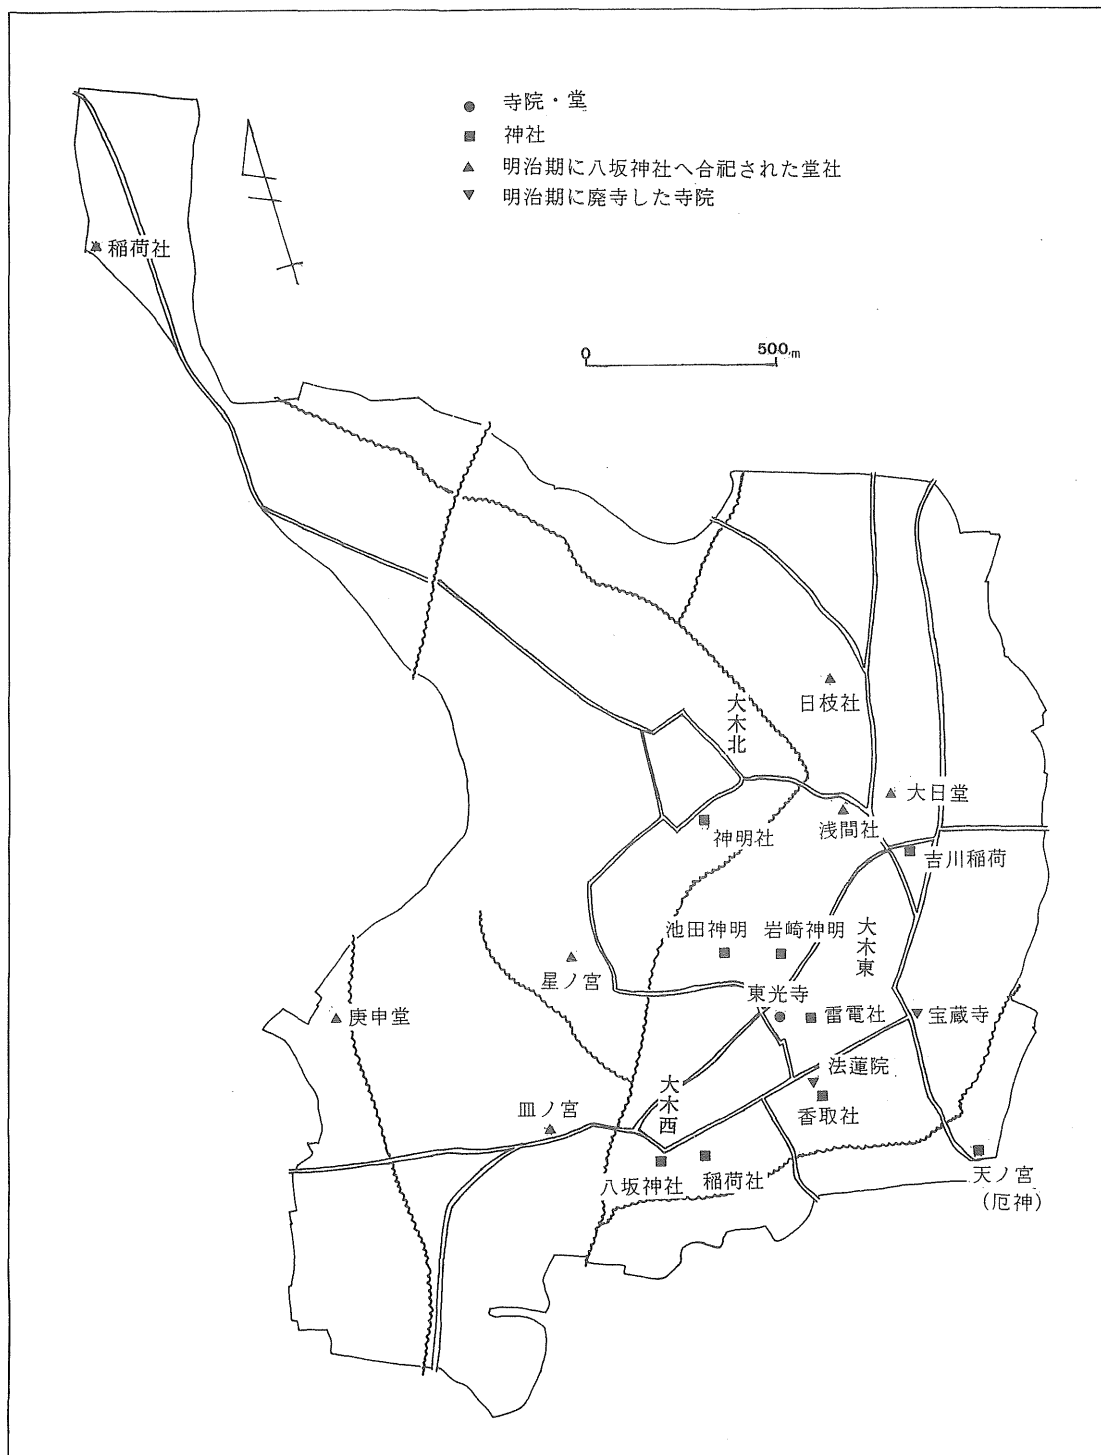 寺院・堂
神社
明治期に八坂神社へ合祀された堂社
明治期に廃寺した寺院
稲荷社
0 500m
日枝社
大木北
大日堂
浅間社
神明社
吉川稲荷
池田神明
岩崎神明
大木東
星ノ宮
東光寺
庚申堂
雷電社
宝蔵寺
法蓮院
大木西
香取社
皿ノ宮
八坂神社
稲荷社
天ノ宮
(厄神)